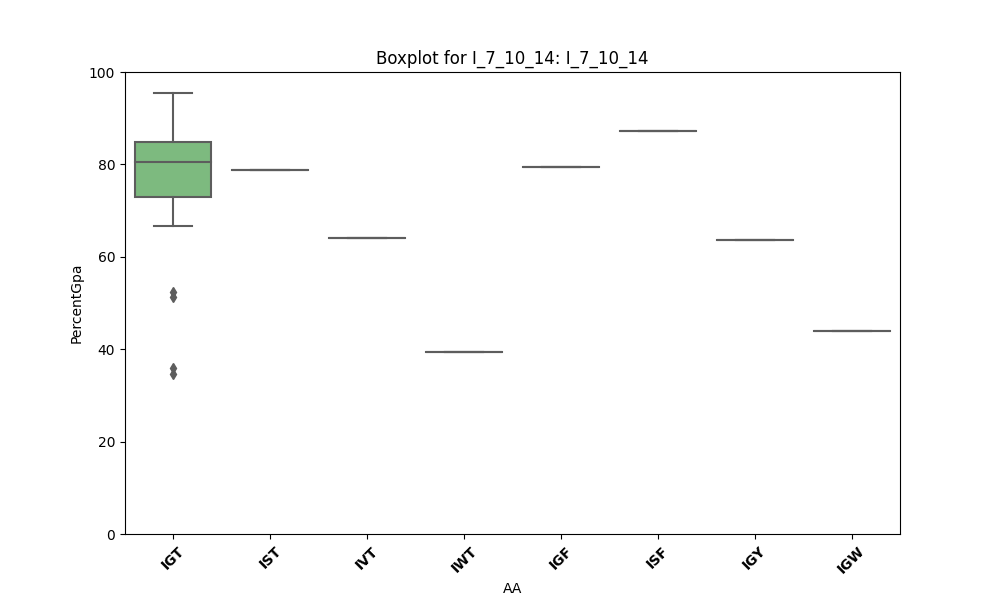 Boxplot for I_7_10_14: I_7_10_14
PercentGpa
100
80
60
40
20
0
IGT
IST
IVT
IWT
IGF
ISF
IGY
IGW
AA